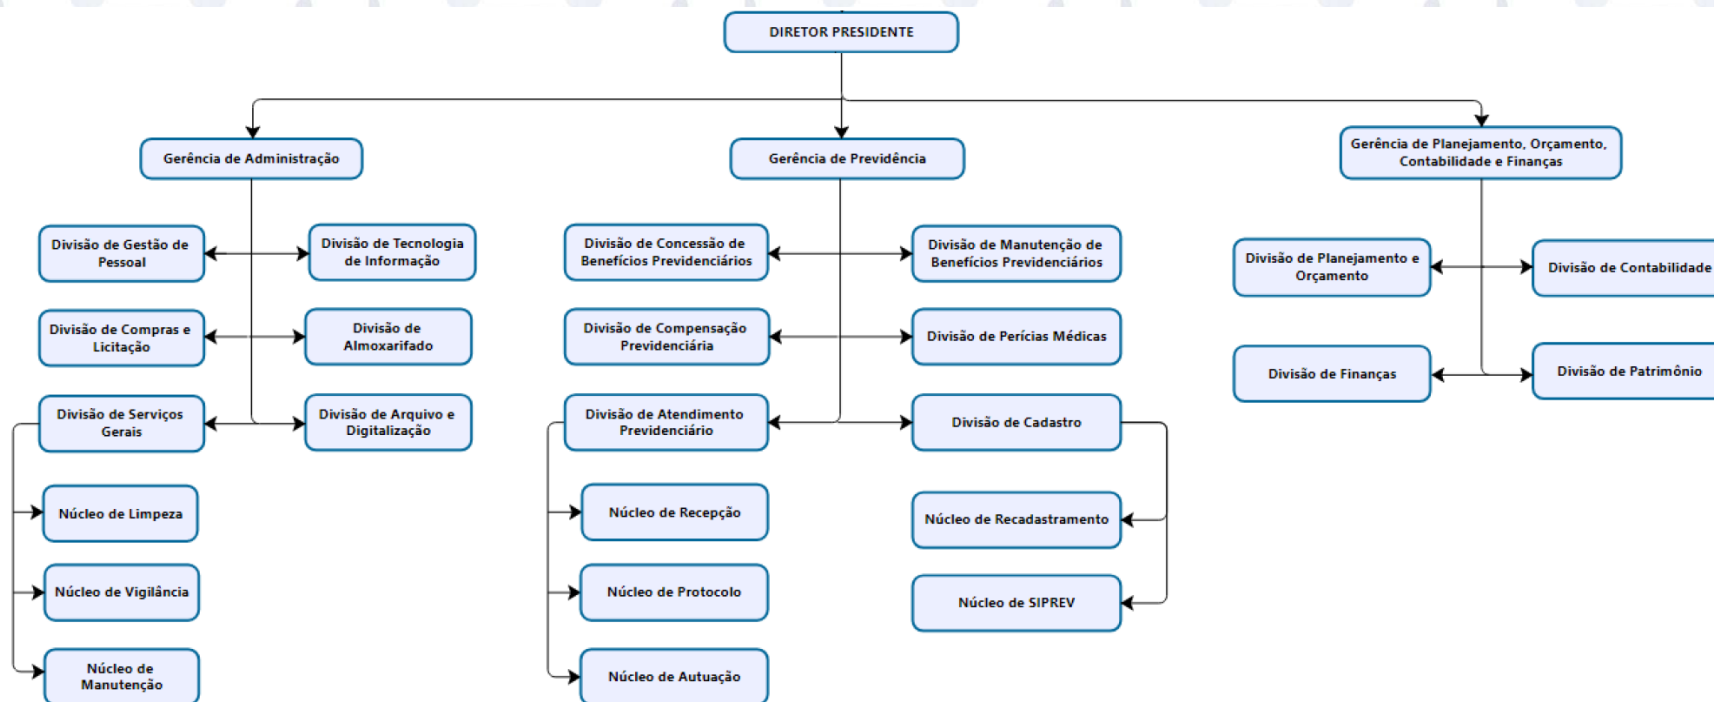 DIRETOR PRESIDENTE
Gerência de Administração
Gerência de Previdência
Gerência de Planejamento, Orçamento,
Contabilidade e Finanças
Divisão de Gestão de
Pessoal
Divisão de Tecnologia
de Informação
Divisão de Compras e
Licitação
Divisão de
Almoxarifado
Divisão de Serviços
Gerais
Divisão de Arquivo e
Digitalização
Núcleo de Limpeza
Núcleo de Vigilância
Núcleo de
Manutenção
Divisão de Concessão de
Benefícios Previdenciários
Divisão de Manutenção de
Benefícios Previdenciários
Divisão de Compensação
Previdenciária
Divisão de Perícias Médicas
Divisão de Atendimento
Previdenciário
Divisão de Cadastro
Núcleo de Recepção
Núcleo de Protocolo
Núcleo de Autuação
Núcleo de Recadastramento
Núcleo de SIPREV
Divisão de Planejamento e
Orçamento
Divisão de Contabilidade
Divisão de Finanças
Divisão de Patrimônio